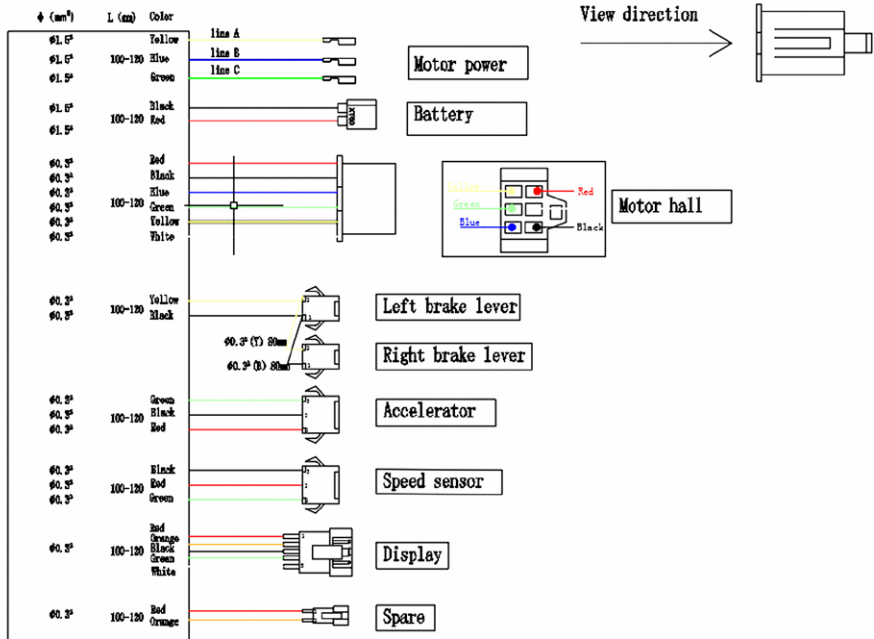 ϕ (mm²) L (mm) Color
View direction
ϕ1.5² Yellow line A
ϕ1.5² 100-120 Blue line B
ϕ1.5² Green line C
Motor power
ϕ1.5² Black
100-120 Red
ϕ1.5²
XT60
Battery
ϕ0.3² Red
ϕ0.3² Black
ϕ0.3² Blue
ϕ0.3² 100-120 Green
ϕ0.3² Yellow
ϕ0.3² White
Yellow Red
Green
Blue Black
Motor hall
ϕ0.3² Yellow
ϕ0.3² 100-120 Black
Left brake lever
ϕ0.3²(Y) 80mm
ϕ0.3²(B) 80mm
Right brake lever
ϕ0.3² Green
ϕ0.3² 100-120 Black
ϕ0.3² Red
Accelerator
ϕ0.3² Black
ϕ0.3² 100-120 Red
ϕ0.3² Green
Speed sensor
Red
Orange
ϕ0.3² 100-120 Black
Green
White
1
5
Display
ϕ0.3² 100-120 Red
Orange
Spare